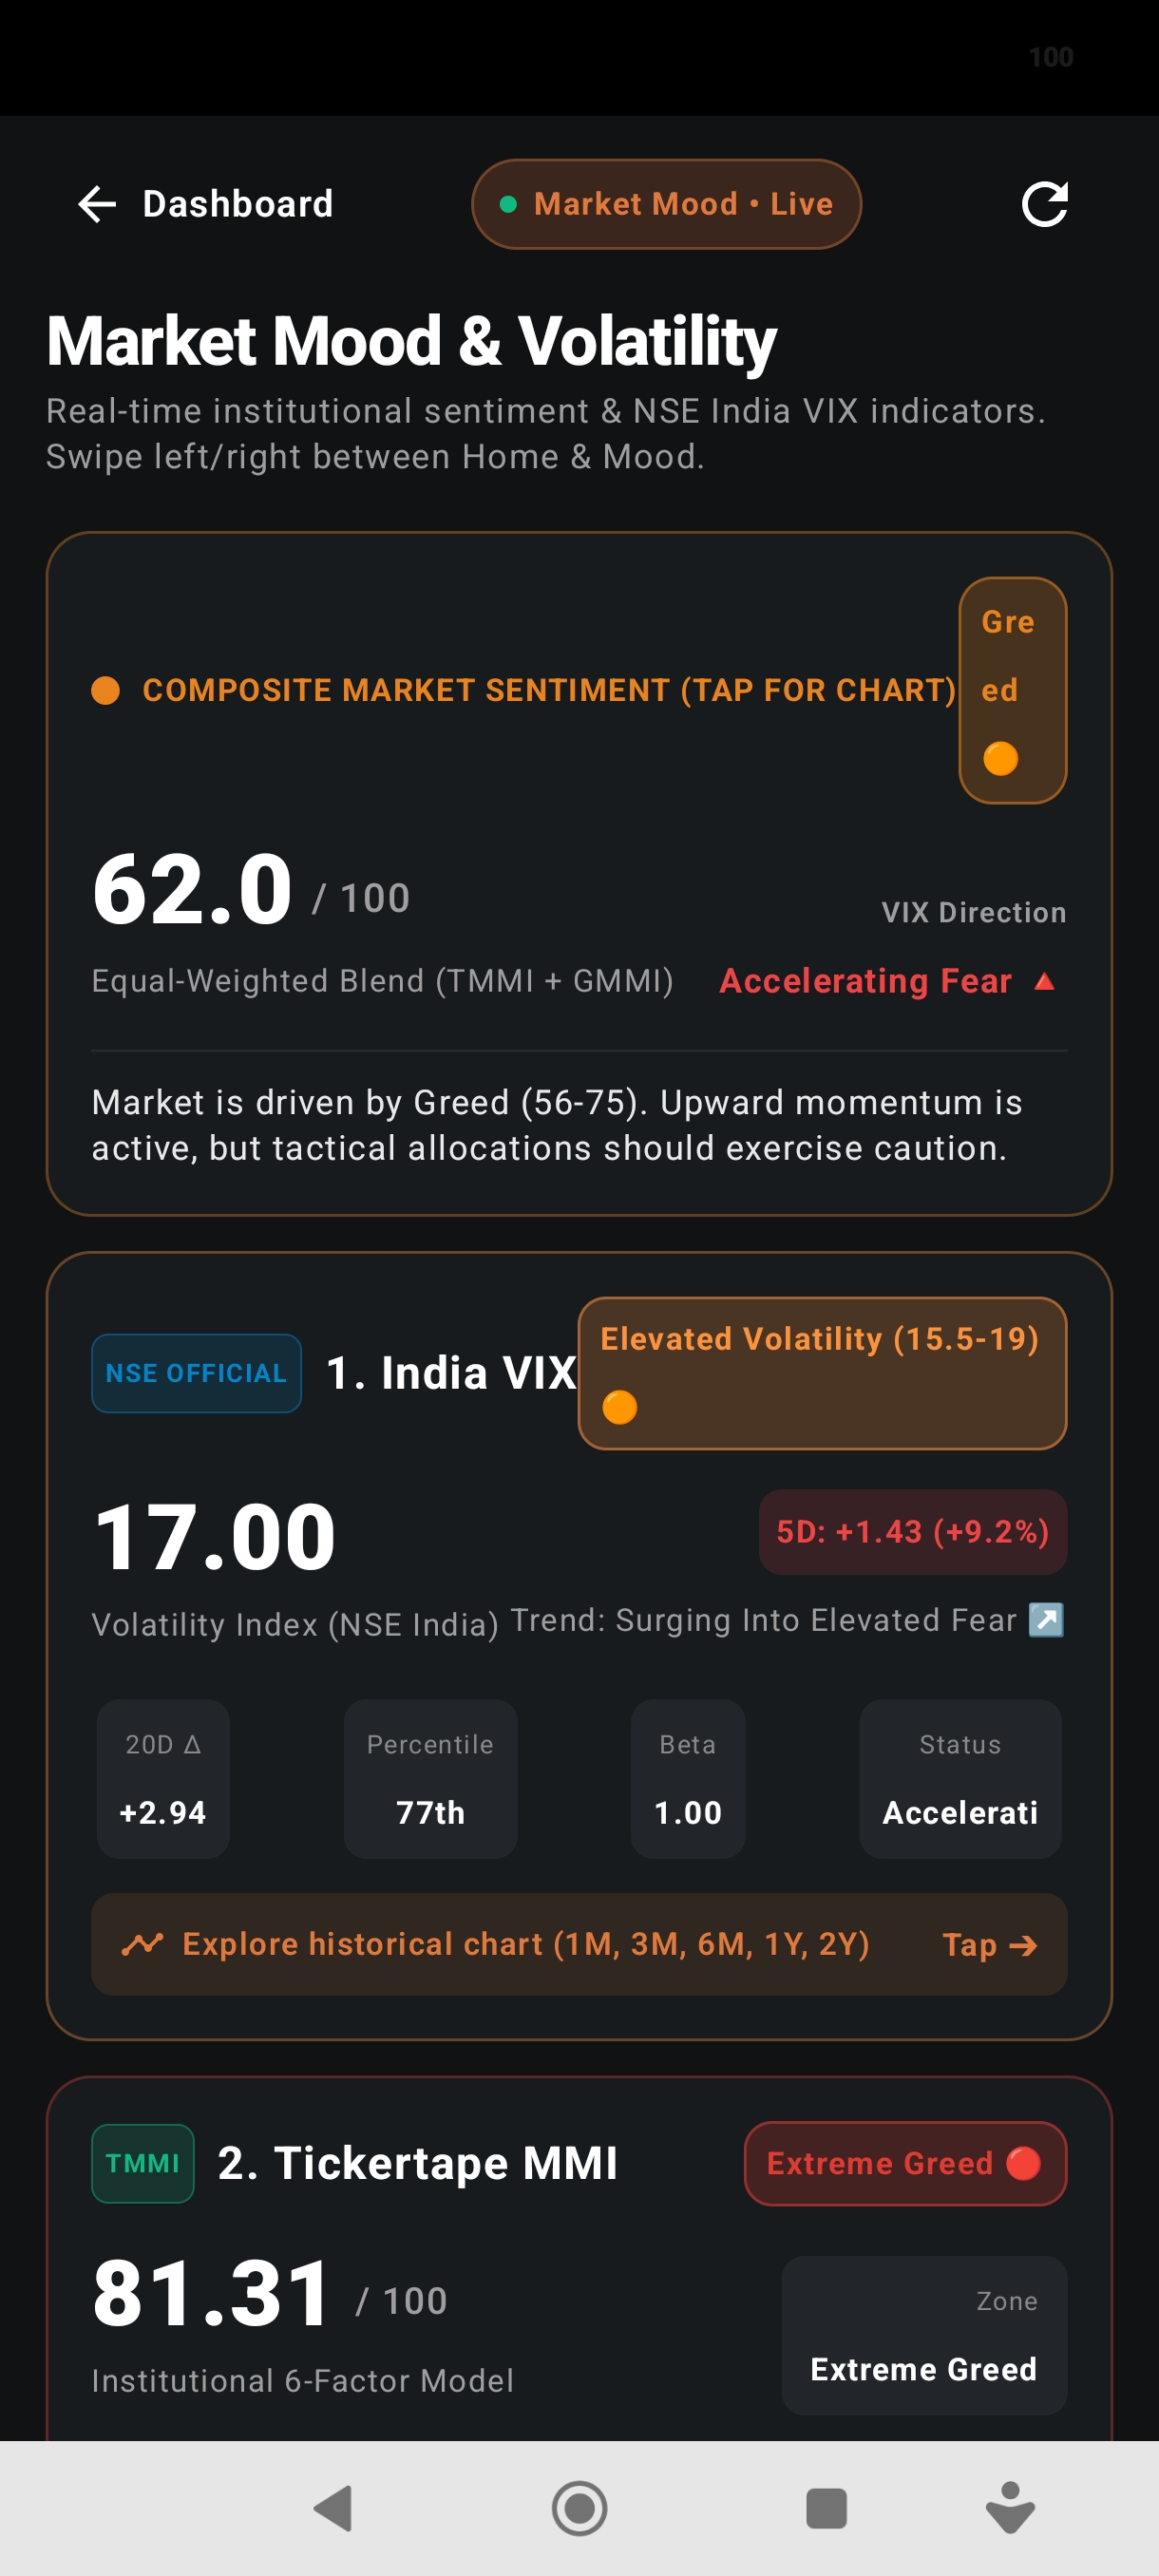 100
Dashboard
Market Mood • Live
Market Mood & Volatility
Real-time institutional sentiment & NSE India VIX indicators.
Swipe left/right between Home & Mood.
COMPOSITE MARKET SENTIMENT (TAP FOR CHART)
Gre
ed
62.0 / 100
VIX Direction
Equal-Weighted Blend (TMMI + GMMI)
Accelerating Fear
Market is driven by Greed (56-75). Upward momentum is
active, but tactical allocations should exercise caution.
NSE OFFICIAL
1. India VIX
Elevated Volatility (15.5-19)
17.00
5D: +1.43 (+9.2%)
Volatility Index (NSE India)
Trend: Surging Into Elevated Fear ↗
20D Δ
+2.94
Percentile
77th
Beta
1.00
Status
Accelerati
Explore historical chart (1M, 3M, 6M, 1Y, 2Y)
Tap →
TMMI
2. Tickertape MMI
Extreme Greed
81.31 / 100
Zone
Extreme Greed
Institutional 6-Factor Model